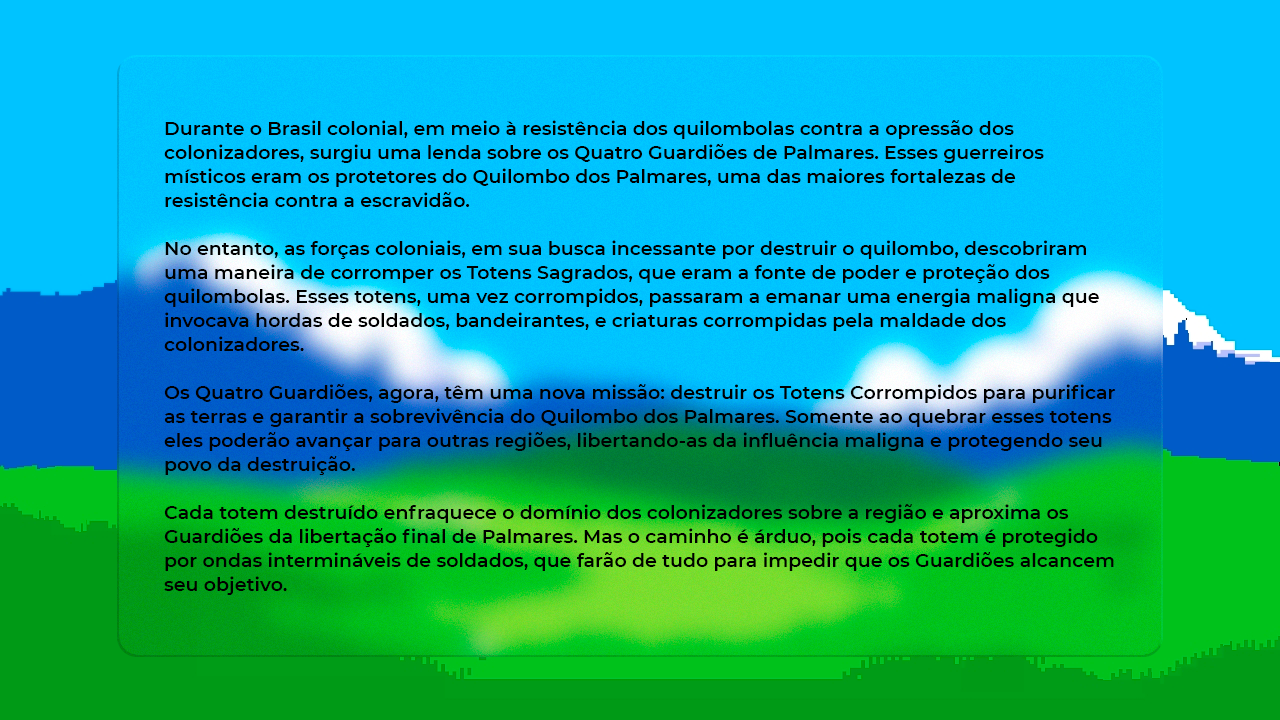 Durante o Brasil colonial, em meio à resistência dos quilombolas contra a opressão dos
colonizadores, surgiu uma lenda sobre os Quatro Guardiões de Palmares. Esses guerreiros
místicos eram os protetores do Quilombo dos Palmares, uma das maiores fortalezas de
resistência contra a escravidão.
No entanto, as forças coloniais, em sua busca incessante por destruir o quilombo, descobriram
uma maneira de corromper os Totens Sagrados, que eram a fonte de poder e proteção dos
quilombolas. Esses totens, uma vez corrompidos, passaram a emanar uma energia maligna que
invocava hordas de soldados, bandeirantes, e criaturas corrompidas pela maldade dos
colonizadores.
Os Quatro Guardiões, agora, têm uma nova missão: destruir os Totens Corrompidos para purificar
as terras e garantir a sobrevivência do Quilombo dos Palmares. Somente ao quebrar esses totens
eles poderão avançar para outras regiões, libertando-as da influência maligna e protegendo seu
povo da destruição.
Cada totem destruído enfraquece o domínio dos colonizadores sobre a região e aproxima os
Guardiões da libertação final de Palmares. Mas o caminho é árduo, pois cada totem é protegido
por ondas intermináveis de soldados, que farão de tudo para impedir que os Guardiões alcancem
seu objetivo.